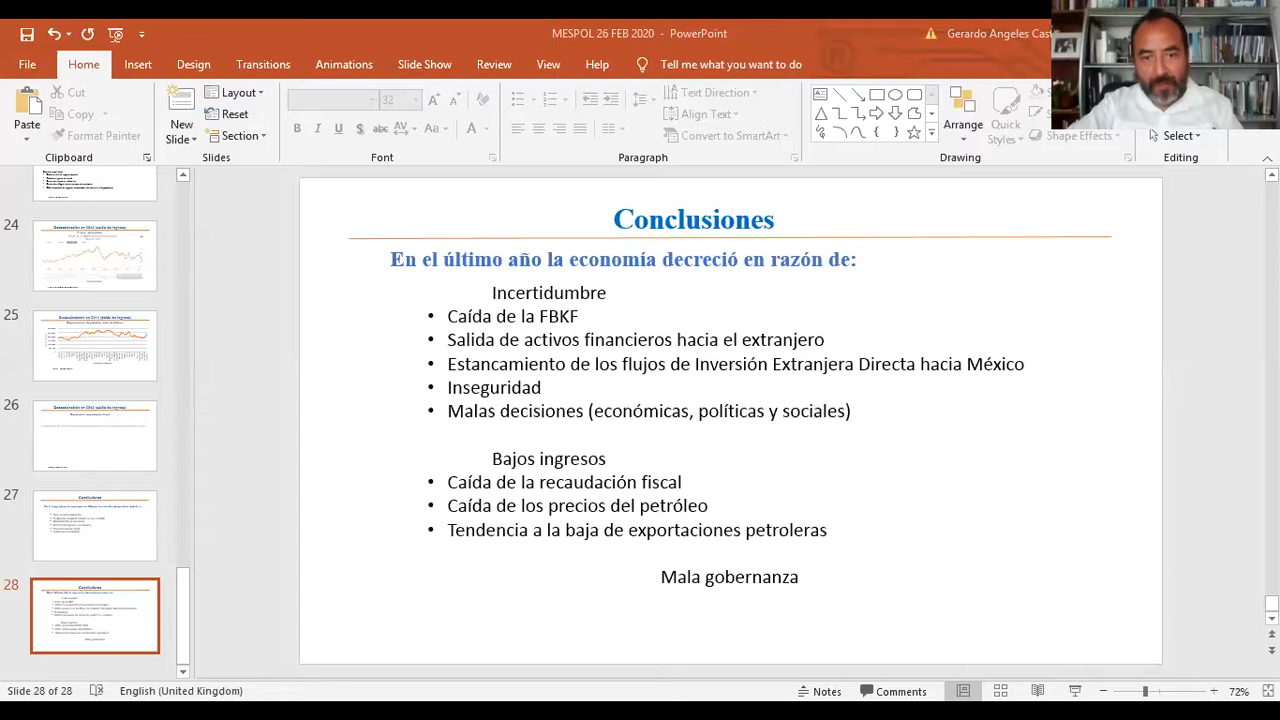 MESPOL 26 FEB 2020 - PowerPoint
Gerardo Angeles Cast
File Home Insert Design Transitions Animations Slide Show Review View Help Tell me what you want to do
Paste
Cut
Copy
Format Painter
Clipboard
New
Slide
Layout
Reset
Section
Slides
32
Font
Text Direction
Align Text
Convert to SmartArt
Paragraph
Arrange
Quick
Styles
Shape Effects
Drawing
Select
Editing
24
25
26
27
28
Conclusiones
En el último año la economía decreció en razón de:
Incertidumbre
• Caída de la FBKF
• Salida de activos financieros hacia el extranjero
• Estancamiento de los flujos de Inversión Extranjera Directa hacia México
• Inseguridad
• Malas decisiones (económicas, políticas y sociales)
Bajos ingresos
• Caída de la recaudación fiscal
• Caída de los precios del petróleo
• Tendencia a la baja de exportaciones petroleras
Mala gobernanza
Slide 28 of 28 English (United Kingdom) Notes Comments 72%